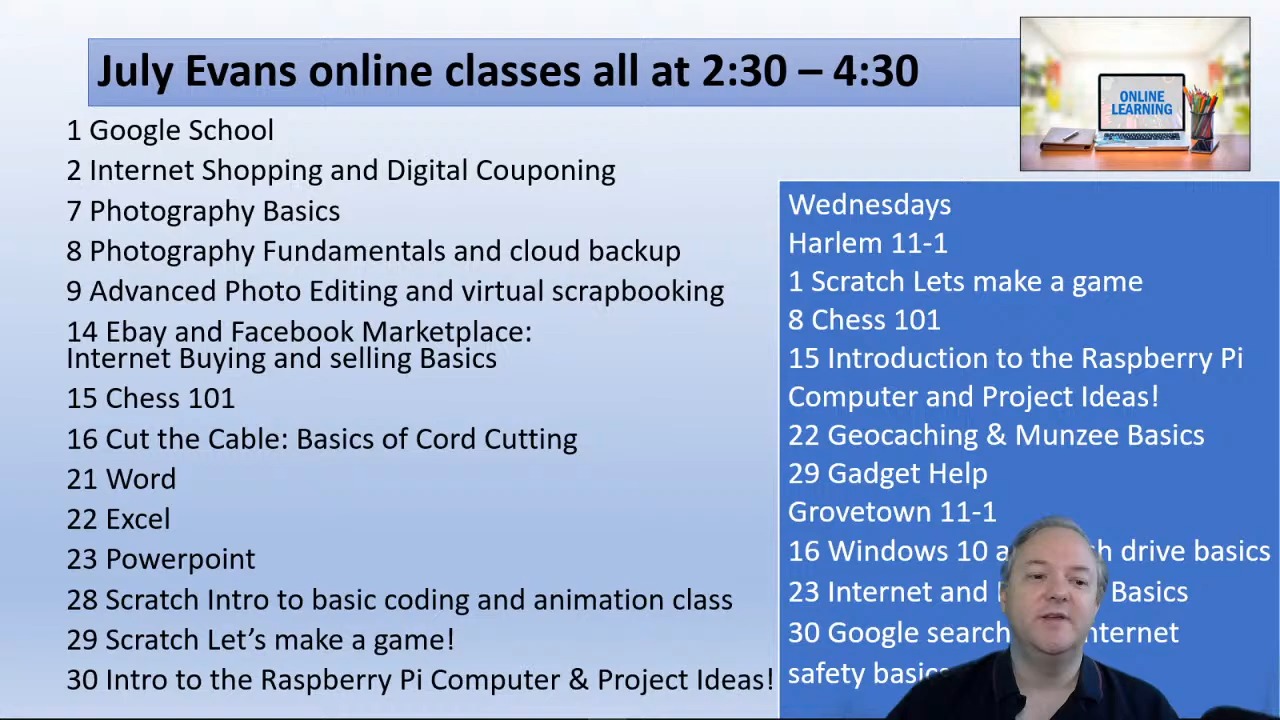 July Evans online classes all at 2:30 – 4:30
ONLINE
LEARNING
1 Google School
2 Internet Shopping and Digital Couponing
7 Photography Basics
8 Photography Fundamentals and cloud backup
9 Advanced Photo Editing and virtual scrapbooking
14 Ebay and Facebook Marketplace:
Internet Buying and selling Basics
15 Chess 101
16 Cut the Cable: Basics of Cord Cutting
21 Word
22 Excel
23 Powerpoint
28 Scratch Intro to basic coding and animation class
29 Scratch Let’s make a game!
30 Intro to the Raspberry Pi Computer & Project Ideas!
Wednesdays
Harlem 11-1
1 Scratch Lets make a game
8 Chess 101
15 Introduction to the Raspberry Pi
Computer and Project Ideas!
22 Geocaching & Munzee Basics
29 Gadget Help
Grovetown 11-1
16 Windows 10 drive basics
23 Internet and Basics
30 Google search
safety